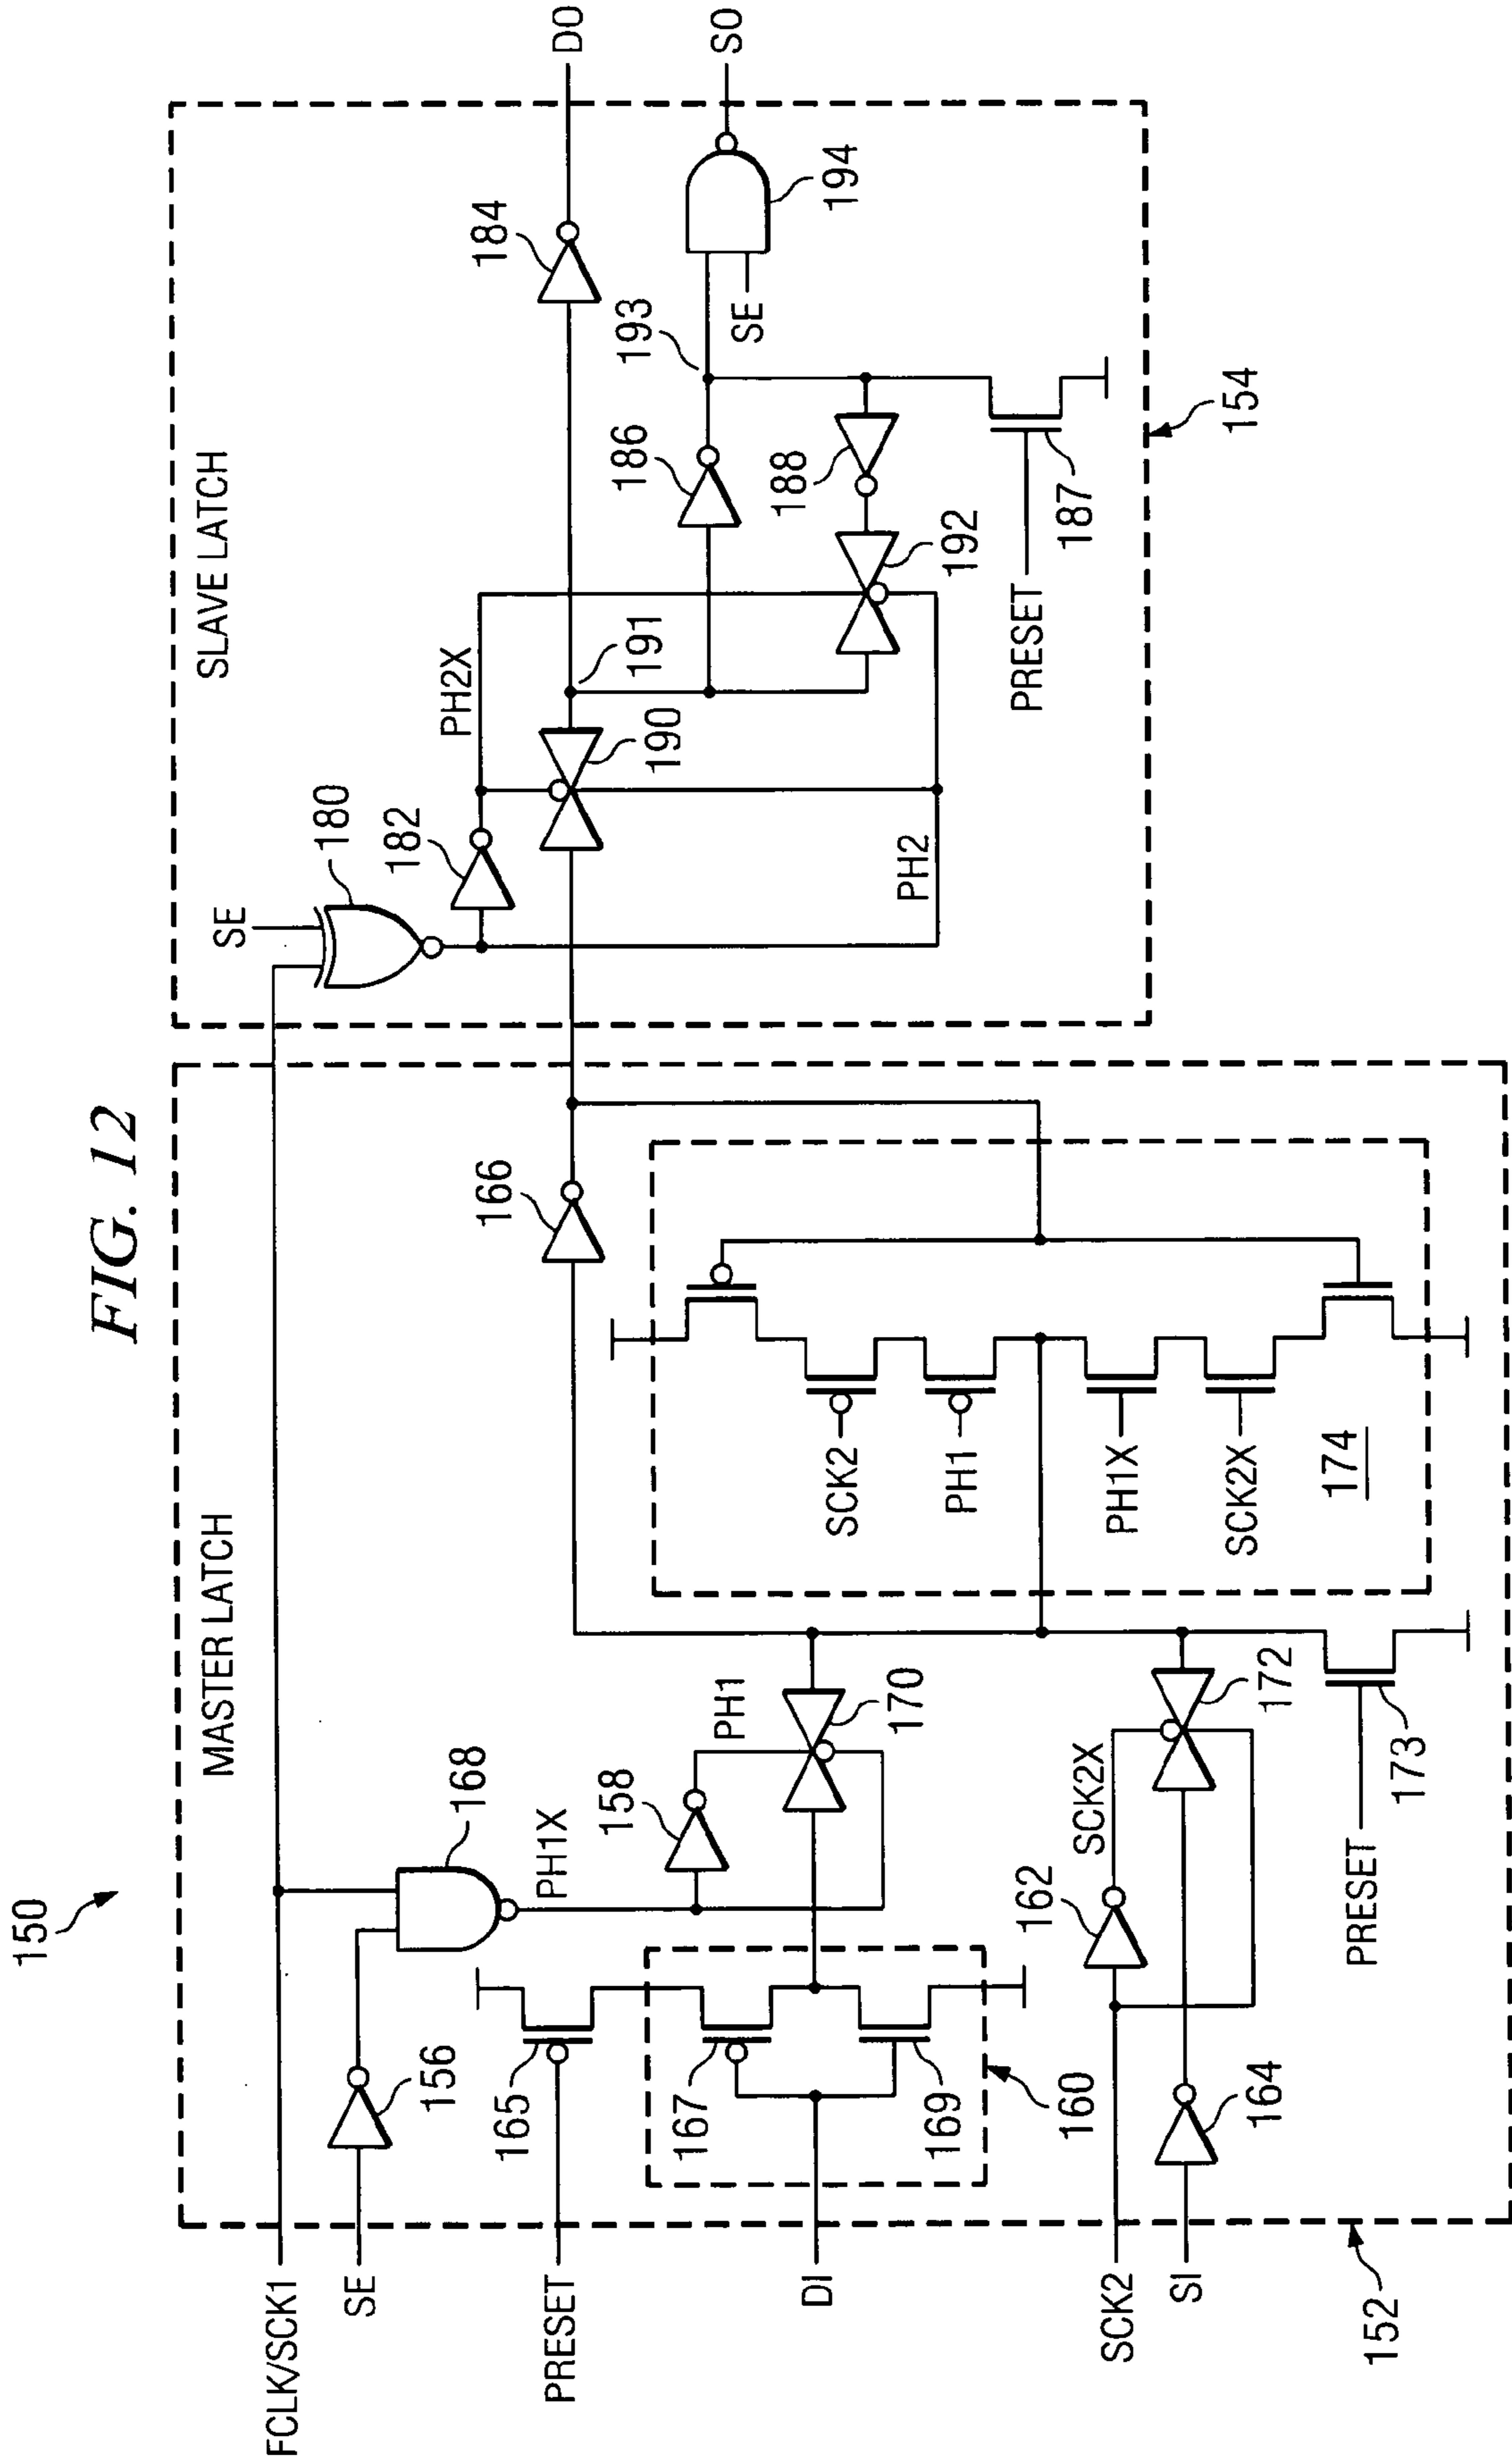 FIG. 12
150
MASTER LATCH
SLAVE LATCH
FCLK/SCK1
SE
156
168
PH1X
158
PH1
170
PRESET
165
167
169
160
DI
SCK2
SI
162
SCK2X
164
172
PRESET
173
152
166
SCK2
PH1
PH1X
SCK2X
174
SE
180
182
PH2X
190
191
PH2
184
DO
186
193
188
192
SE
194
SO
PRESET
187
154